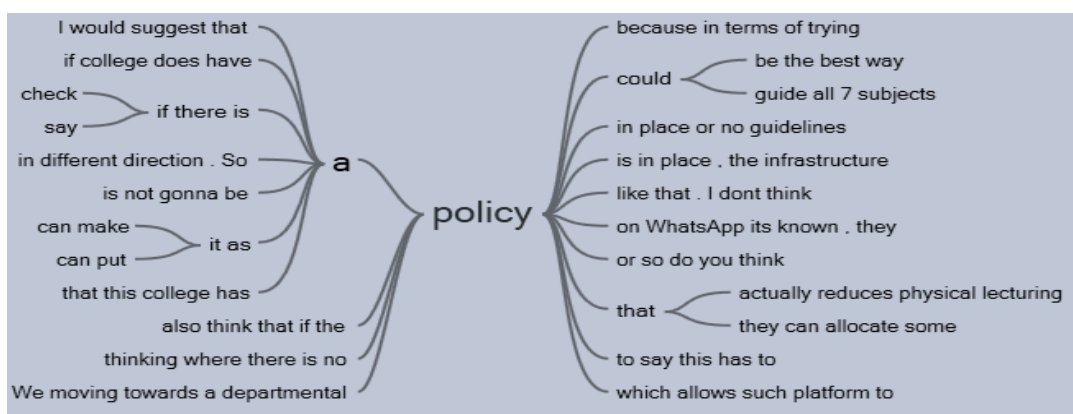 I would suggest that
if college does have
check
say
if there is
in different direction . So
is not gonna be
can make
can put
it as
that this college has
a
also think that if the
thinking where there is no
We moving towards a departmental
policy
because in terms of trying
could
be the best way
guide all 7 subjects
in place or no guidelines
is in place , the infrastructure
like that . I dont think
on WhatsApp its known , they
or so do you think
that
actually reduces physical lecturing
they can allocate some
to say this has to
which allows such platform to